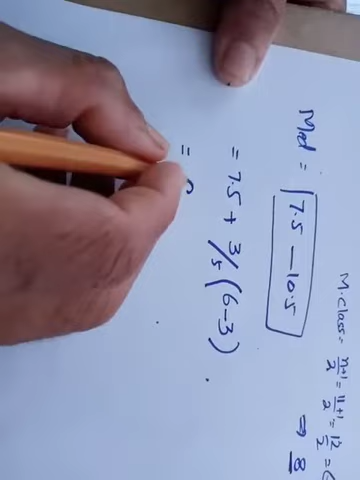 M.class = n+1/2 = 11+1/2 = 12/2 =
⇒ 8
Med = 7.5 — 10.5
= 7.5 + 3/5 (6-3)
=